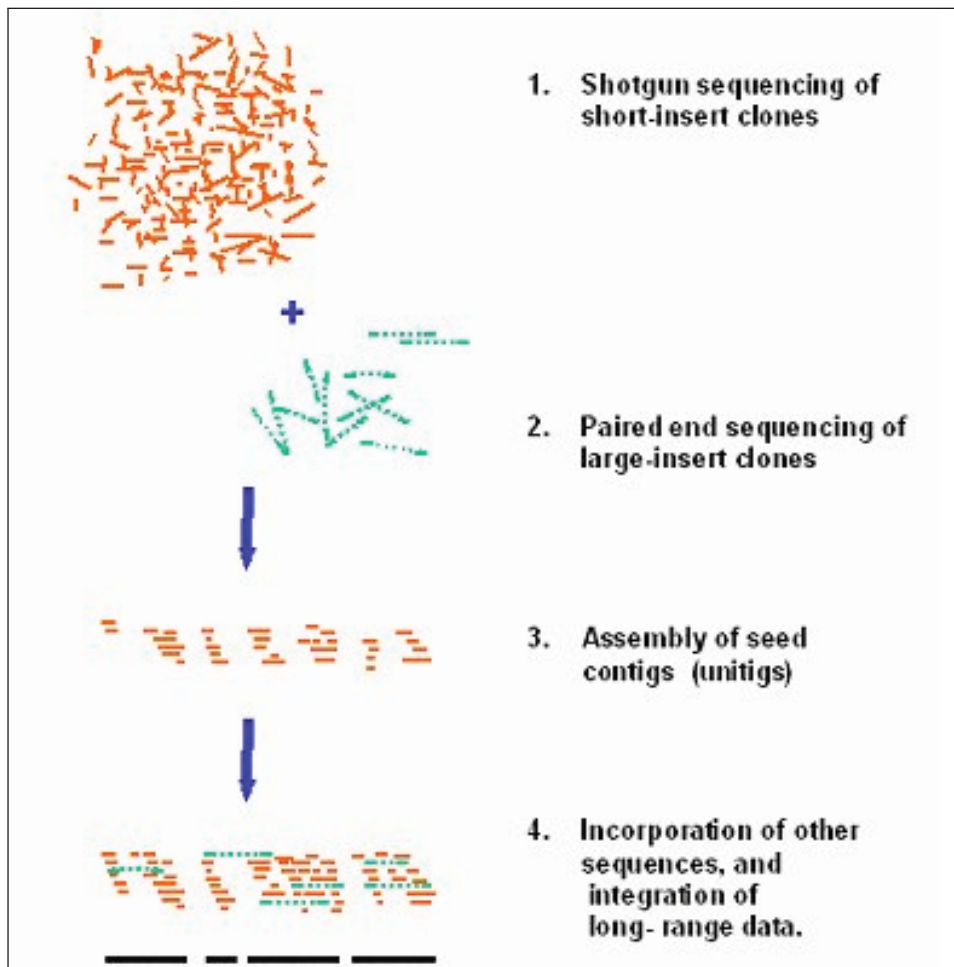 1. Shotgun sequencing of
short-insert clones
2. Paired end sequencing of
large-insert clones
3. Assembly of seed
contigs (unitigs)
4. Incorporation of other
sequences, and
integration of
long- range data.